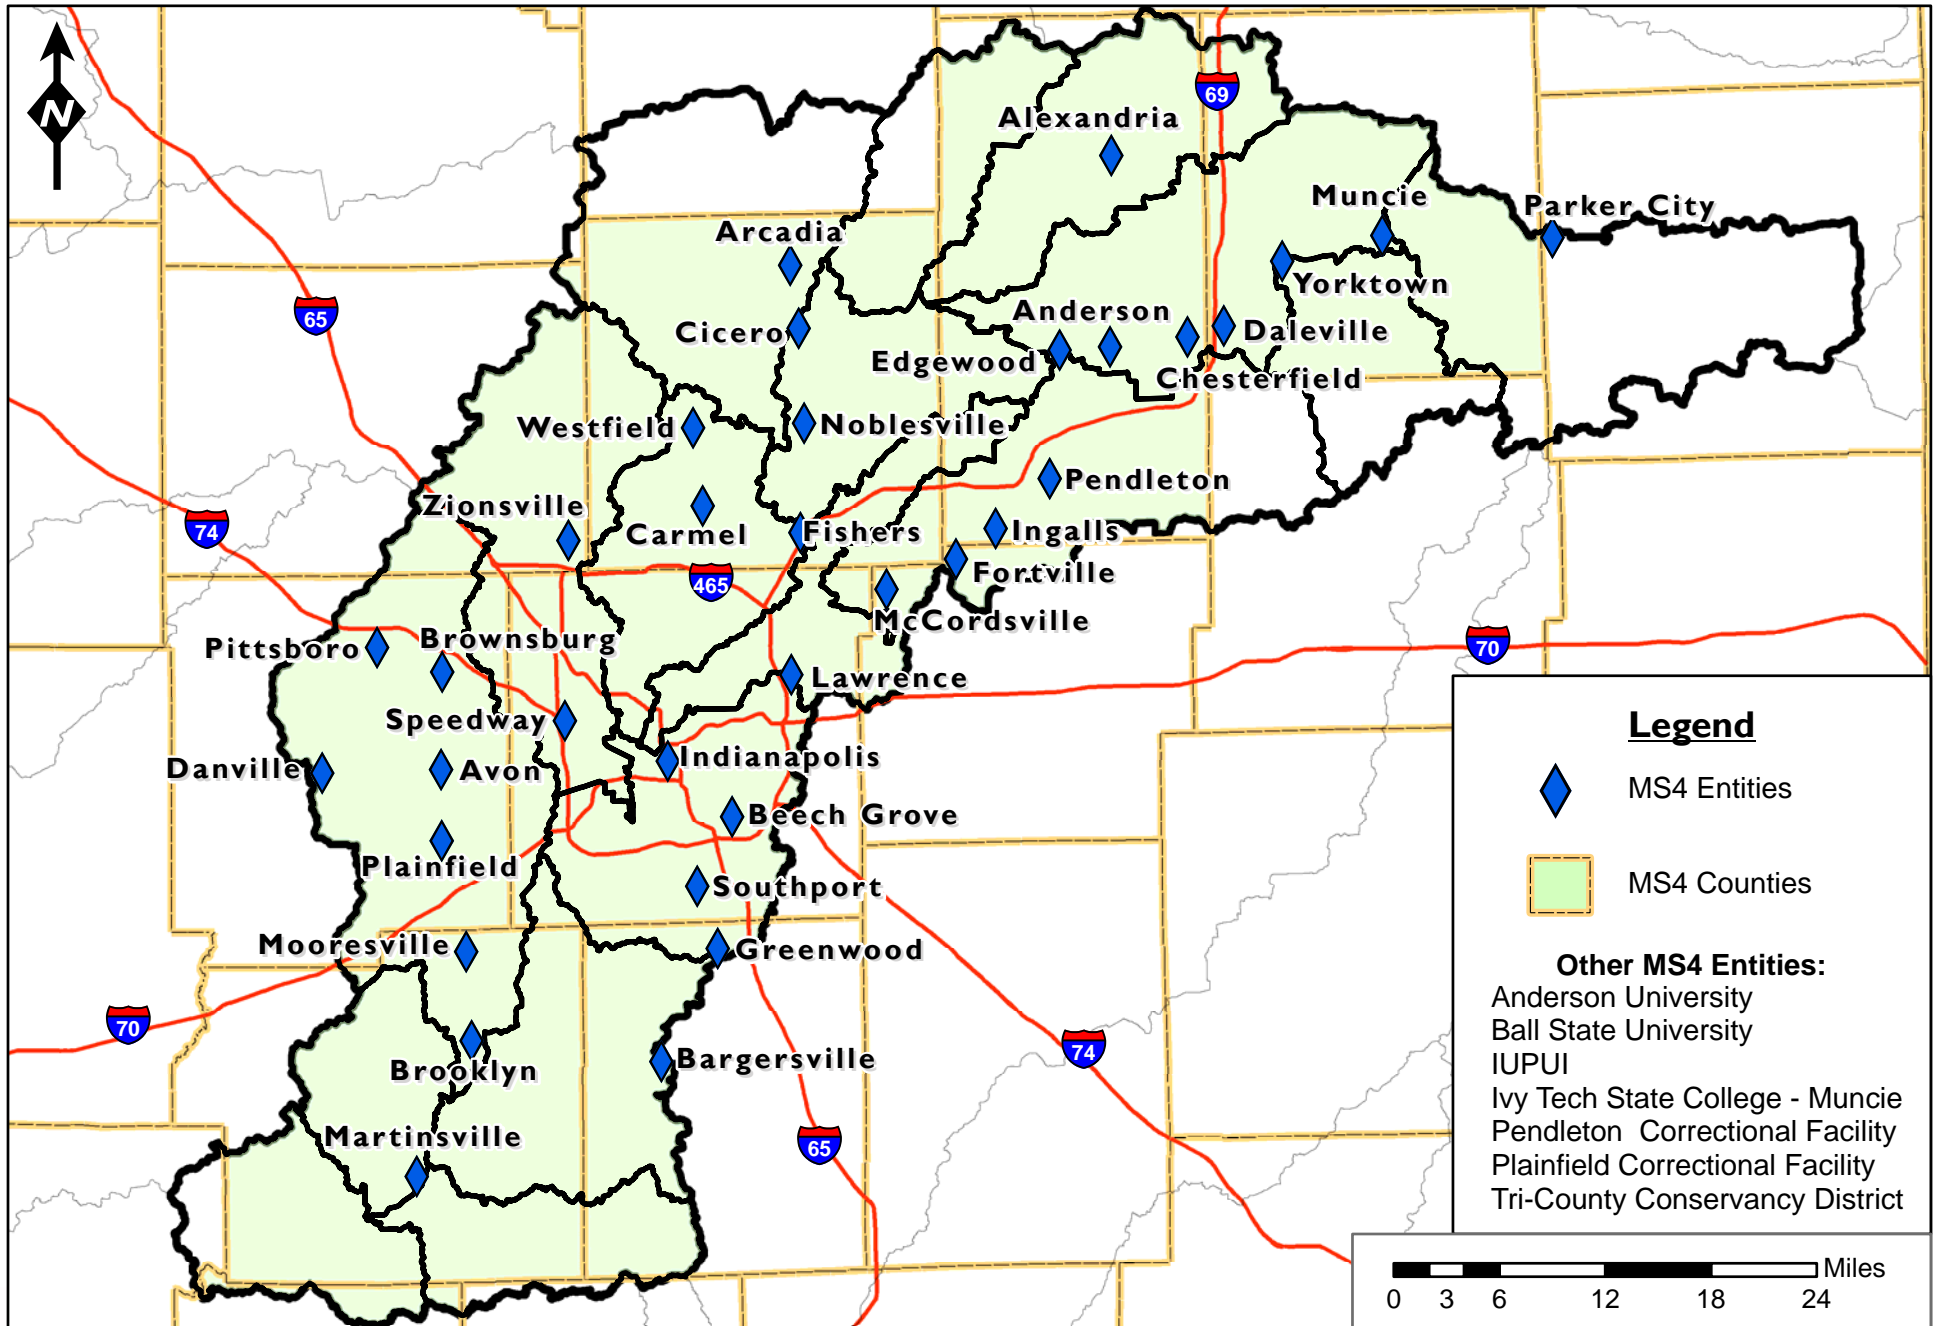 N
69
Alexandria
Muncie
Parker City
Arcadia
Yorktown
65
Cicero
Anderson
Daleville
Edgewood
Chesterfield
Westfield
Noblesville
Pendleton
Zionsville
74
Carmel
Fishers
Ingalls
465
Fortville
McCordsville
Pittsboro
Brownsburg
70
Lawrence
Speedway
Indianapolis
Danville
Avon
Beech Grove
Plainfield
Southport
Mooresville
Greenwood
70
Brooklyn
Bargersville
74
Martinsville
65
Legend
MS4 Entities
MS4 Counties
Other MS4 Entities:
Anderson University
Ball State University
IUPUI
Ivy Tech State College - Muncie
Pendleton  Correctional Facility
Plainfield Correctional Facility
Tri-County Conservancy District
Miles
0 3 6 12 18 24